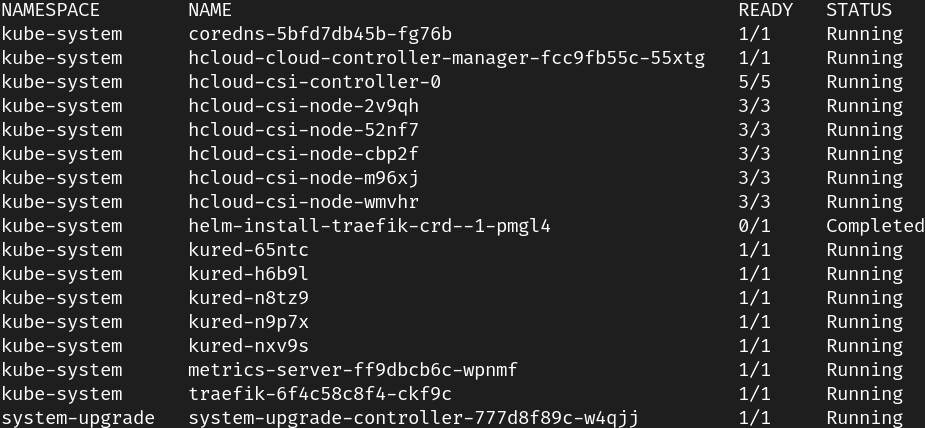 NAMESPACE NAME READY STATUS
kube-system coredns-5bfd7db45b-fg76b 1/1 Running
kube-system hcloud-cloud-controller-manager-fcc9fb55c-55xtg 1/1 Running
kube-system hcloud-csi-controller-0 5/5 Running
kube-system hcloud-csi-node-2v9qh 3/3 Running
kube-system hcloud-csi-node-52nf7 3/3 Running
kube-system hcloud-csi-node-cbp2f 3/3 Running
kube-system hcloud-csi-node-m96xj 3/3 Running
kube-system hcloud-csi-node-wmvhr 3/3 Running
kube-system helm-install-traefik-crd--1-pmgl4 0/1 Completed
kube-system kured-65ntc 1/1 Running
kube-system kured-h6b9l 1/1 Running
kube-system kured-n8tz9 1/1 Running
kube-system kured-n9p7x 1/1 Running
kube-system kured-nxv9s 1/1 Running
kube-system metrics-server-ff9dbcb6c-wpnmf 1/1 Running
kube-system traefik-6f4c58c8f4-ckf9c 1/1 Running
system-upgrade system-upgrade-controller-777d8f89c-w4qjj 1/1 Running